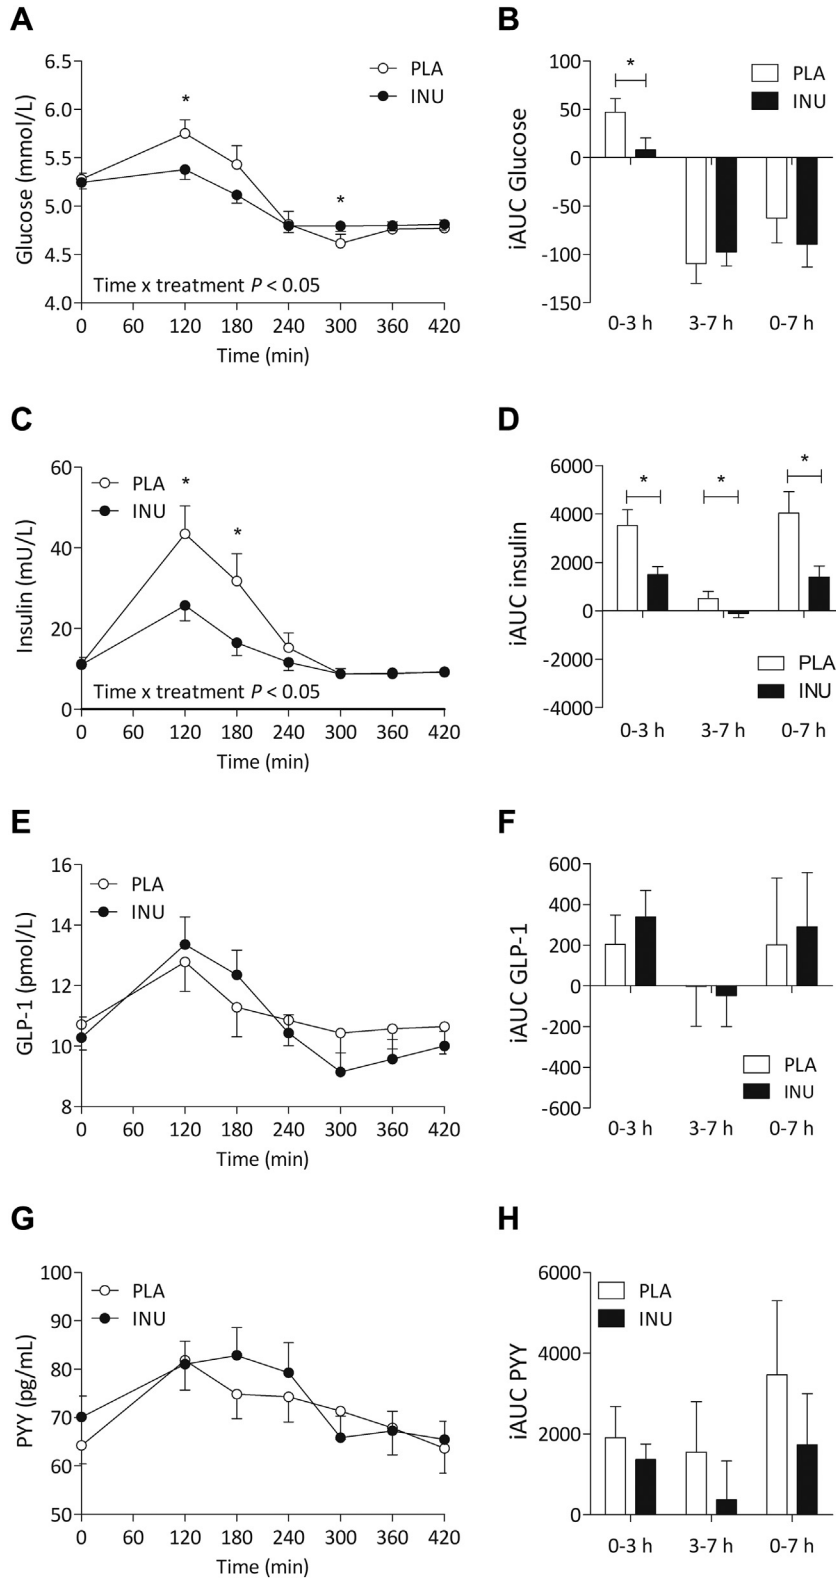 A
Glucose (mmol/L)
6.5
6.0
5.5
5.0
4.5
4.0
PLA
INU
*
*
Time x treatment P < 0.05
0 60 120 180 240 300 360 420
Time (min)
B
iAUC Glucose
100
50
0
-50
-100
-150
*
PLA
INU
0-3 h 3-7 h 0-7 h
C
Insulin (mU/L)
60
40
20
0
PLA
INU
*
*
Time x treatment P < 0.05
0 60 120 180 240 300 360 420
Time (min)
D
iAUC insulin
6000
4000
2000
0
-2000
-4000
*
*
*
PLA
INU
0-3 h 3-7 h 0-7 h
E
GLP-1 (pmol/L)
16
14
12
10
8
PLA
INU
0 60 120 180 240 300 360 420
Time (min)
F
iAUC GLP-1
600
400
200
0
-200
-400
-600
PLA
INU
0-3 h 3-7 h 0-7 h
G
PYY (pg/mL)
100
90
80
70
60
50
PLA
INU
0 60 120 180 240 300 360 420
Time (min)
H
iAUC PYY
6000
4000
2000
0
PLA
INU
0-3 h 3-7 h 0-7 h